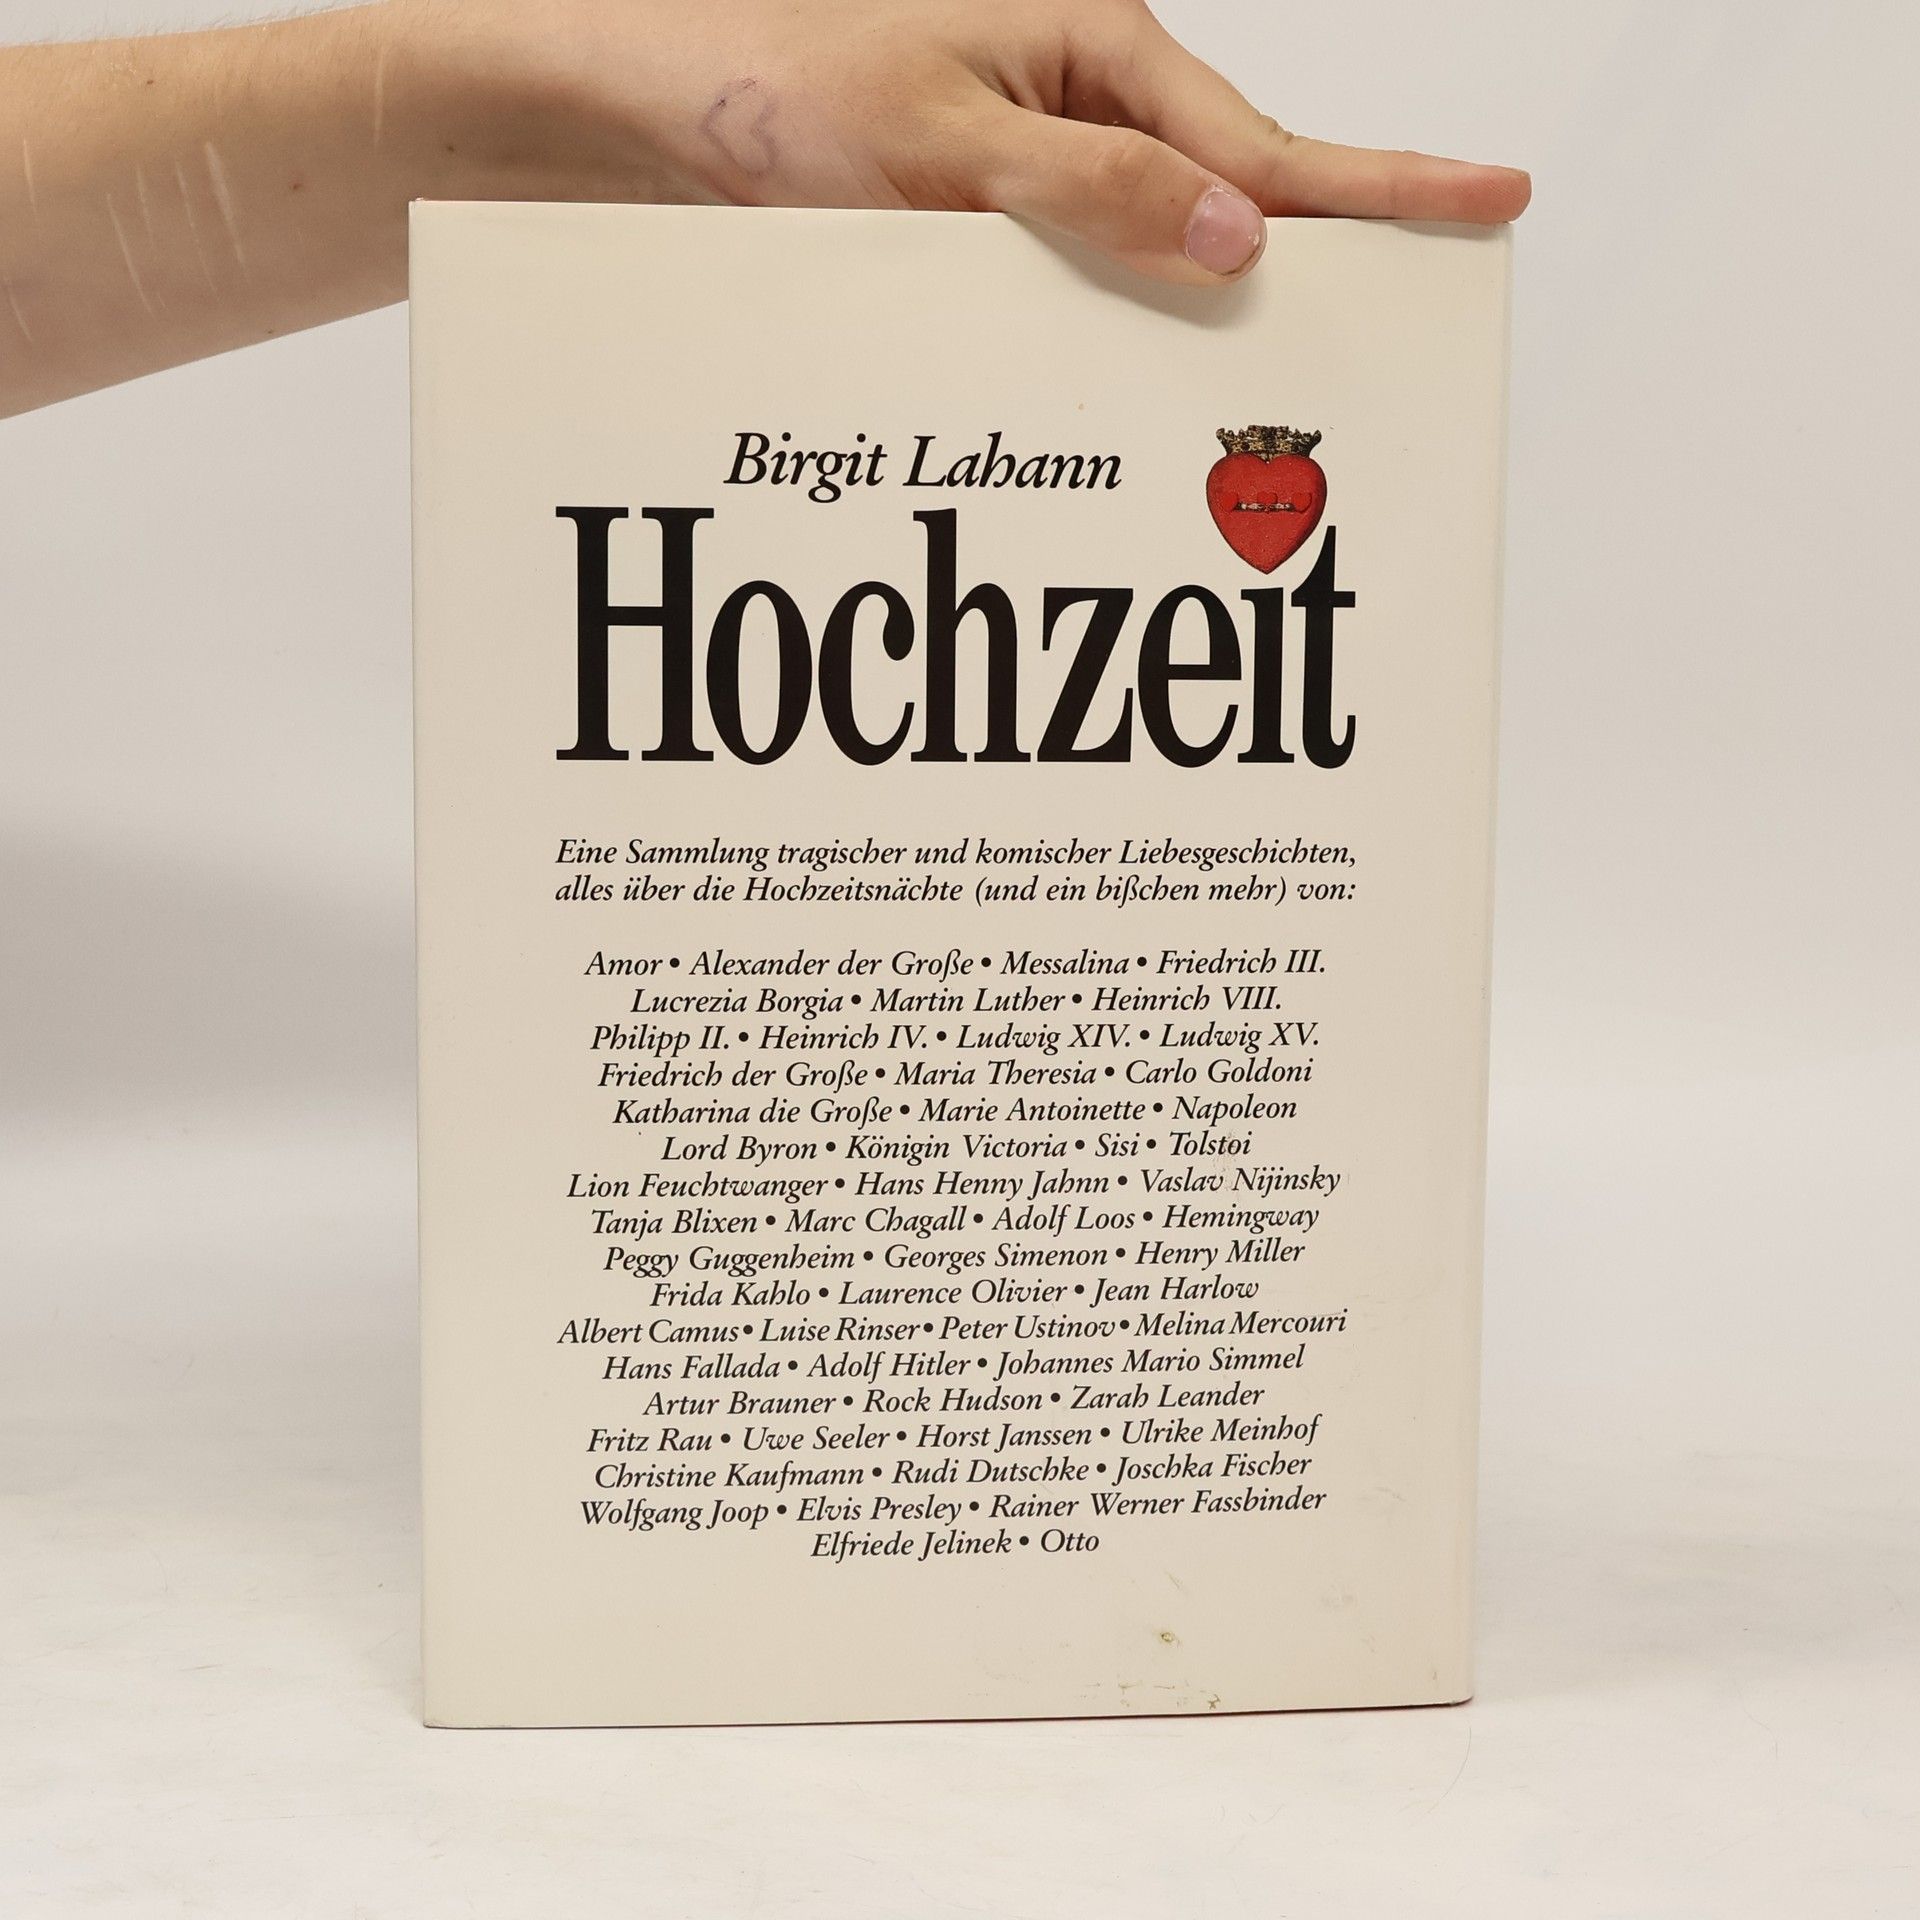 Birgit Lahann
Hochzeit
Eine Sammlung tragischer und komischer Liebesgeschichten,
alles über die Hochzeitsnächte (und ein bißchen mehr) von:
Amor • Alexander der Große • Messalina • Friedrich III.
Lucrezia Borgia • Martin Luther • Heinrich VIII.
Philipp II. • Heinrich IV. • Ludwig XIV. • Ludwig XV.
Friedrich der Große • Maria Theresia • Carlo Goldoni
Katharina die Große • Marie Antoinette • Napoleon
Lord Byron • Königin Victoria • Sisi • Tolstoi
Lion Feuchtwanger • Hans Henny Jahnn • Vaslav Nijinsky
Tanja Blixen • Marc Chagall • Adolf Loos • Hemingway
Peggy Guggenheim • Georges Simenon • Henry Miller
Frida Kahlo • Laurence Olivier • Jean Harlow
Albert Camus • Luise Rinser • Peter Ustinov • Melina Mercouri
Hans Fallada • Adolf Hitler • Johannes Mario Simmel
Artur Brauner • Rock Hudson • Zarah Leander
Fritz Rau • Uwe Seeler • Horst Janssen • Ulrike Meinhof
Christine Kaufmann • Rudi Dutschke • Joschka Fischer
Wolfgang Joop • Elvis Presley • Rainer Werner Fassbinder
Elfriede Jelinek • Otto